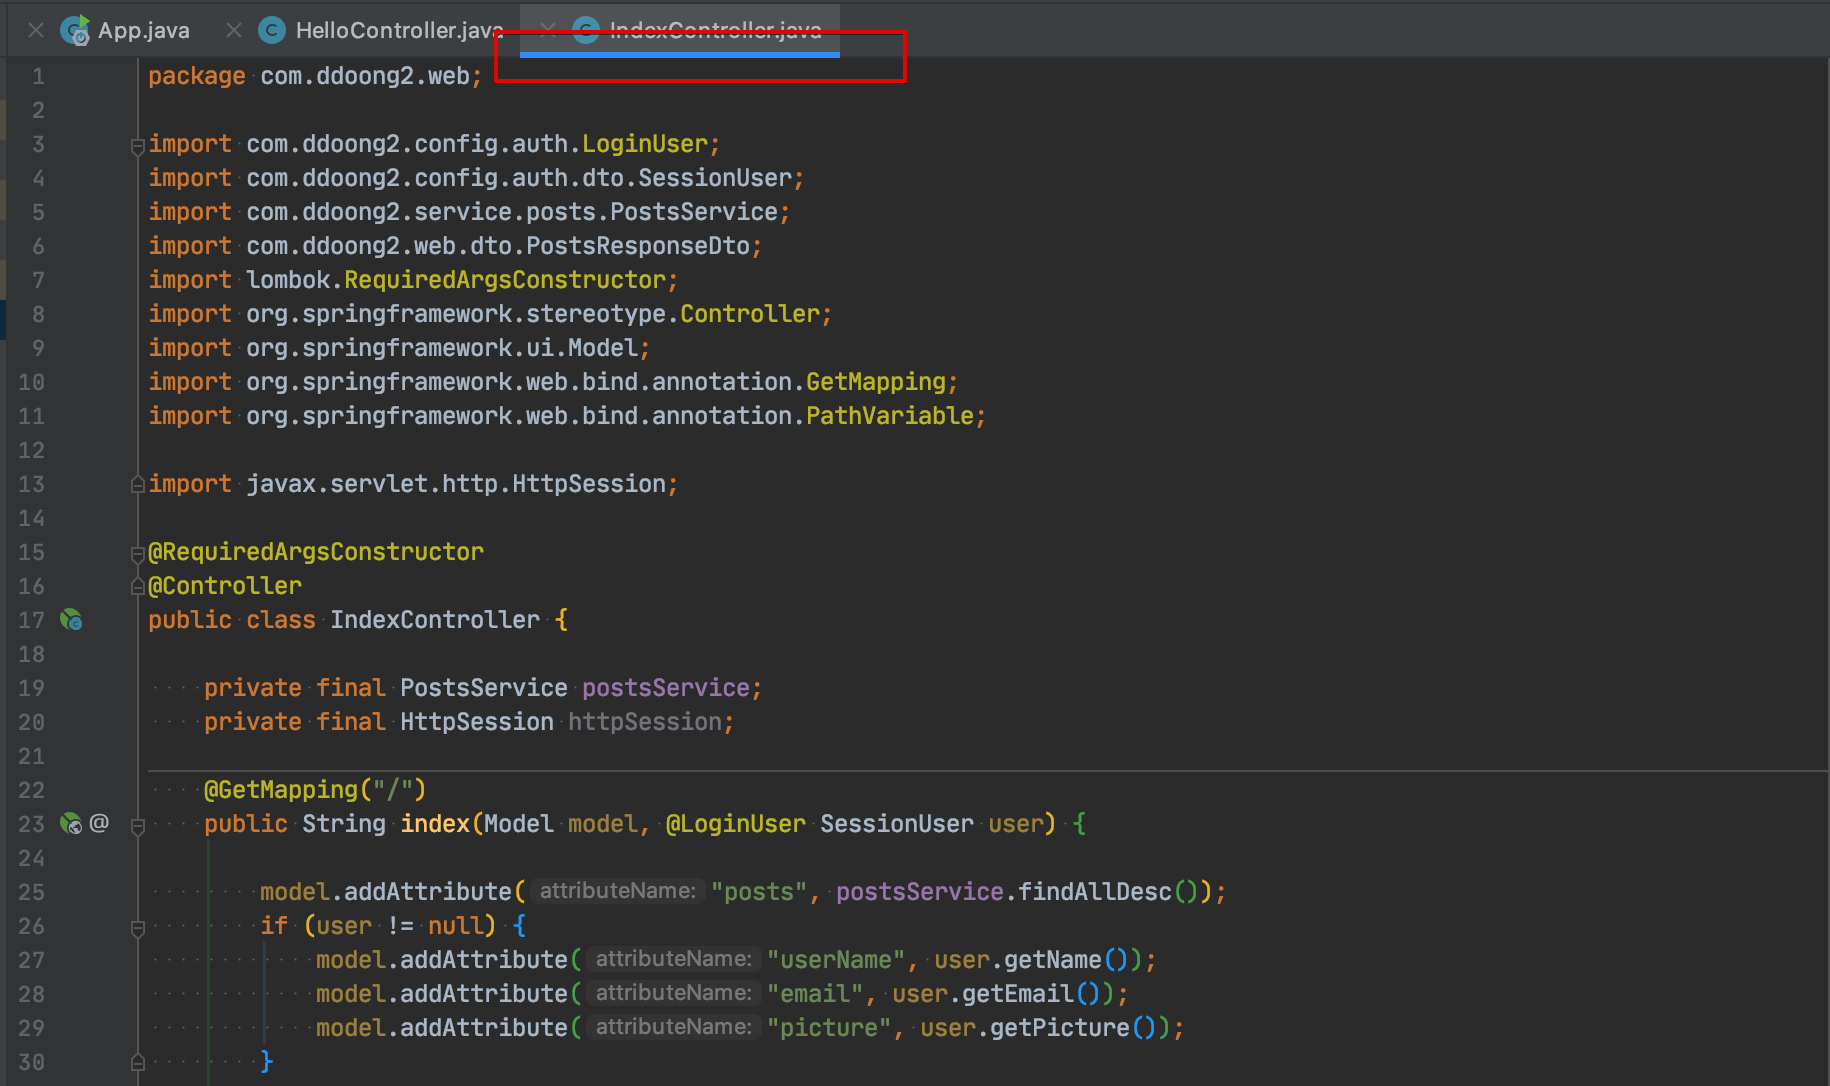 App.java HelloController.java IndexController.java
1 package com.ddoong2.web;
2
3 import com.ddoong2.config.auth.LoginUser;
4 import com.ddoong2.config.auth.dto.SessionUser;
5 import com.ddoong2.service.posts.PostsService;
6 import com.ddoong2.web.dto.PostsResponseDto;
7 import lombok.RequiredArgsConstructor;
8 import org.springframework.stereotype.Controller;
9 import org.springframework.ui.Model;
10 import org.springframework.web.bind.annotation.GetMapping;
11 import org.springframework.web.bind.annotation.PathVariable;
12
13 import javax.servlet.http.HttpSession;
14
15 @RequiredArgsConstructor
16 @Controller
17 public class IndexController {
18
19 private final PostsService postsService;
20 private final HttpSession httpSession;
21
22 @GetMapping("/")
23 @ public String index(Model model, @LoginUser SessionUser user) {
24
25 model.addAttribute( attributeName: "posts", postsService.findAllDesc());
26 if (user != null) {
27 model.addAttribute( attributeName: "userName", user.getName());
28 model.addAttribute( attributeName: "email", user.getEmail());
29 model.addAttribute( attributeName: "picture", user.getPicture());
30 }